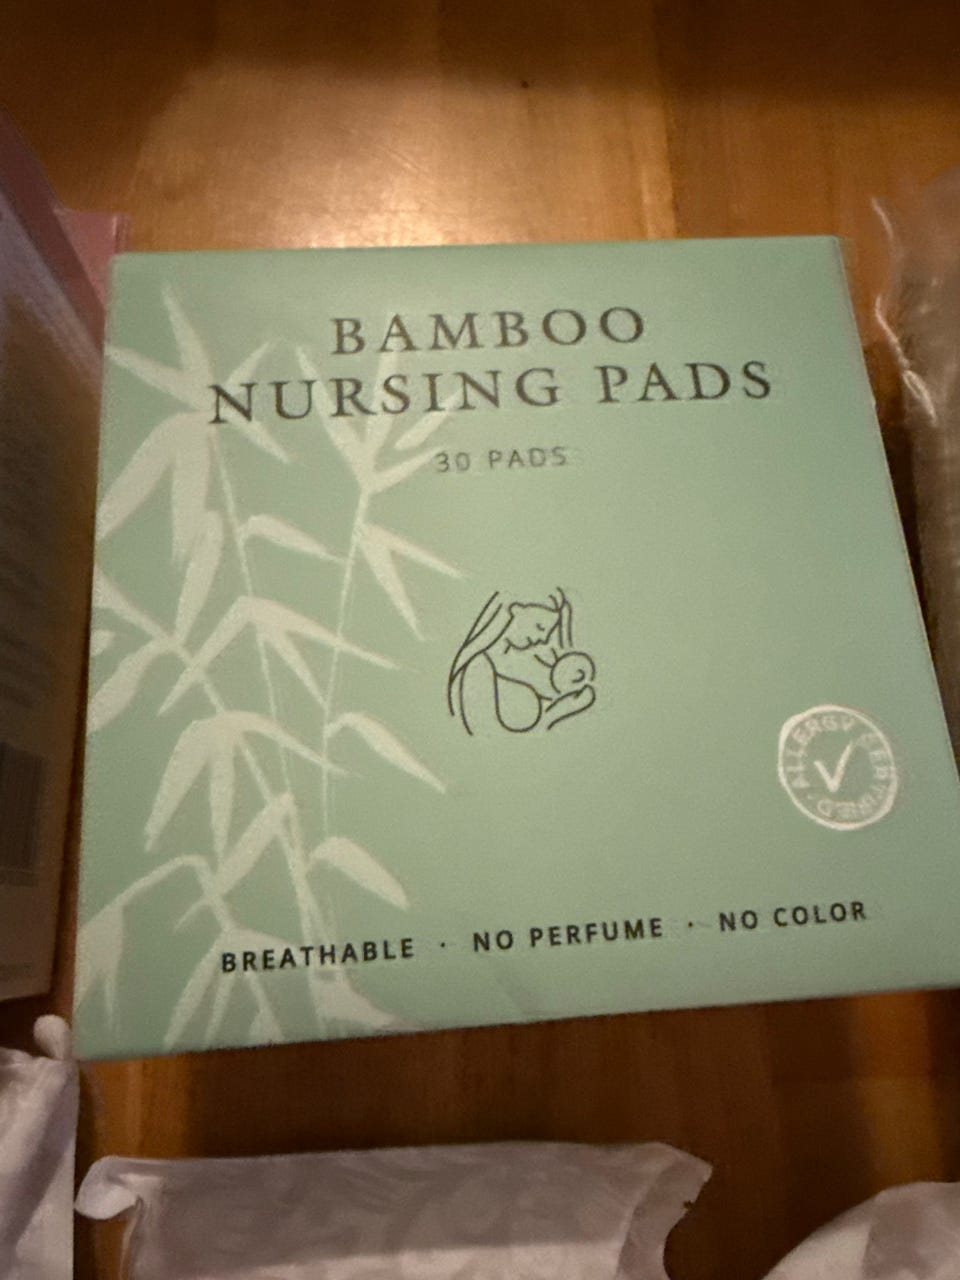 BAMBOO
NURSING PADS
30 PADS
ALLERGY CERTIFIED
BREATHABLE · NO PERFUME · NO COLOR